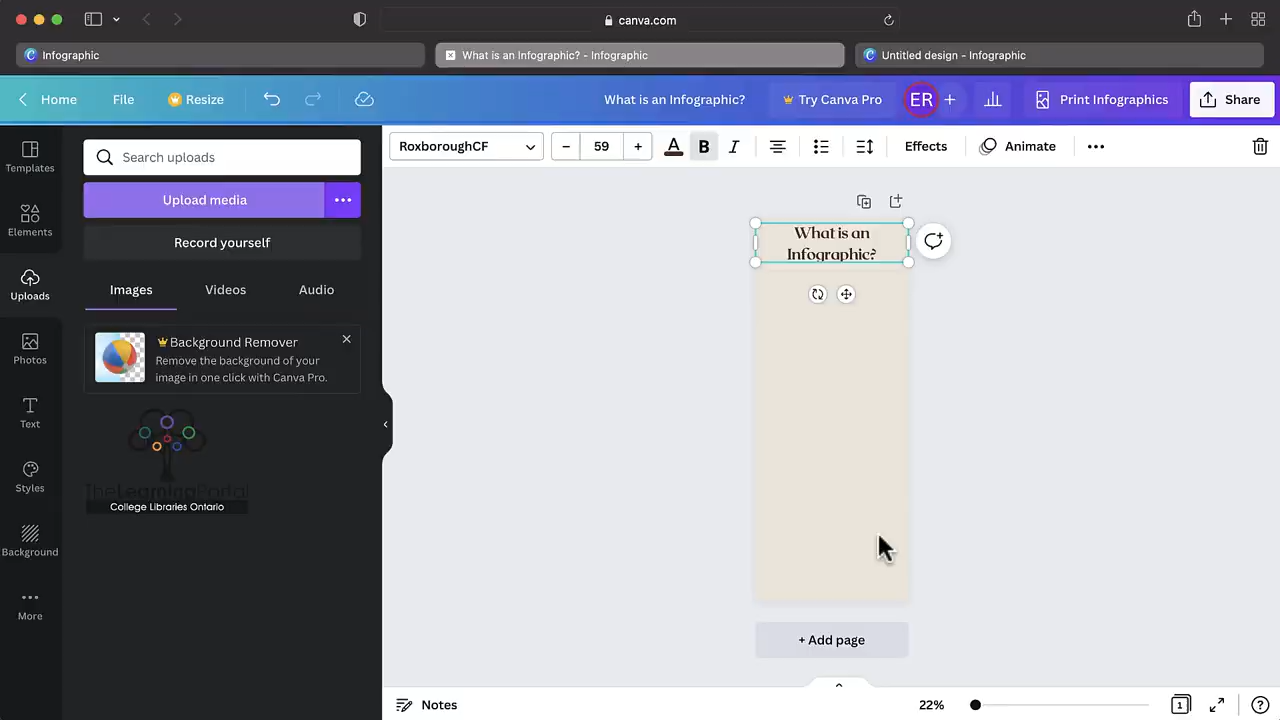 canva.com
Infographic
What is an Infographic? - Infographic
Untitled design - Infographic
Home
File
Resize
What is an Infographic?
Try Canva Pro
ER
Print Infographics
Share
Templates
Elements
Uploads
Photos
Text
Styles
Background
More
Search uploads
Upload media
Record yourself
Images
Videos
Audio
Background Remover
Remove the background of your
image in one click with Canva Pro.
TheLearningPortal
College Libraries Ontario
RoxboroughCF
59
A
B
I
Effects
Animate
What is an
Infographic?
+ Add page
Notes
22%
1
?